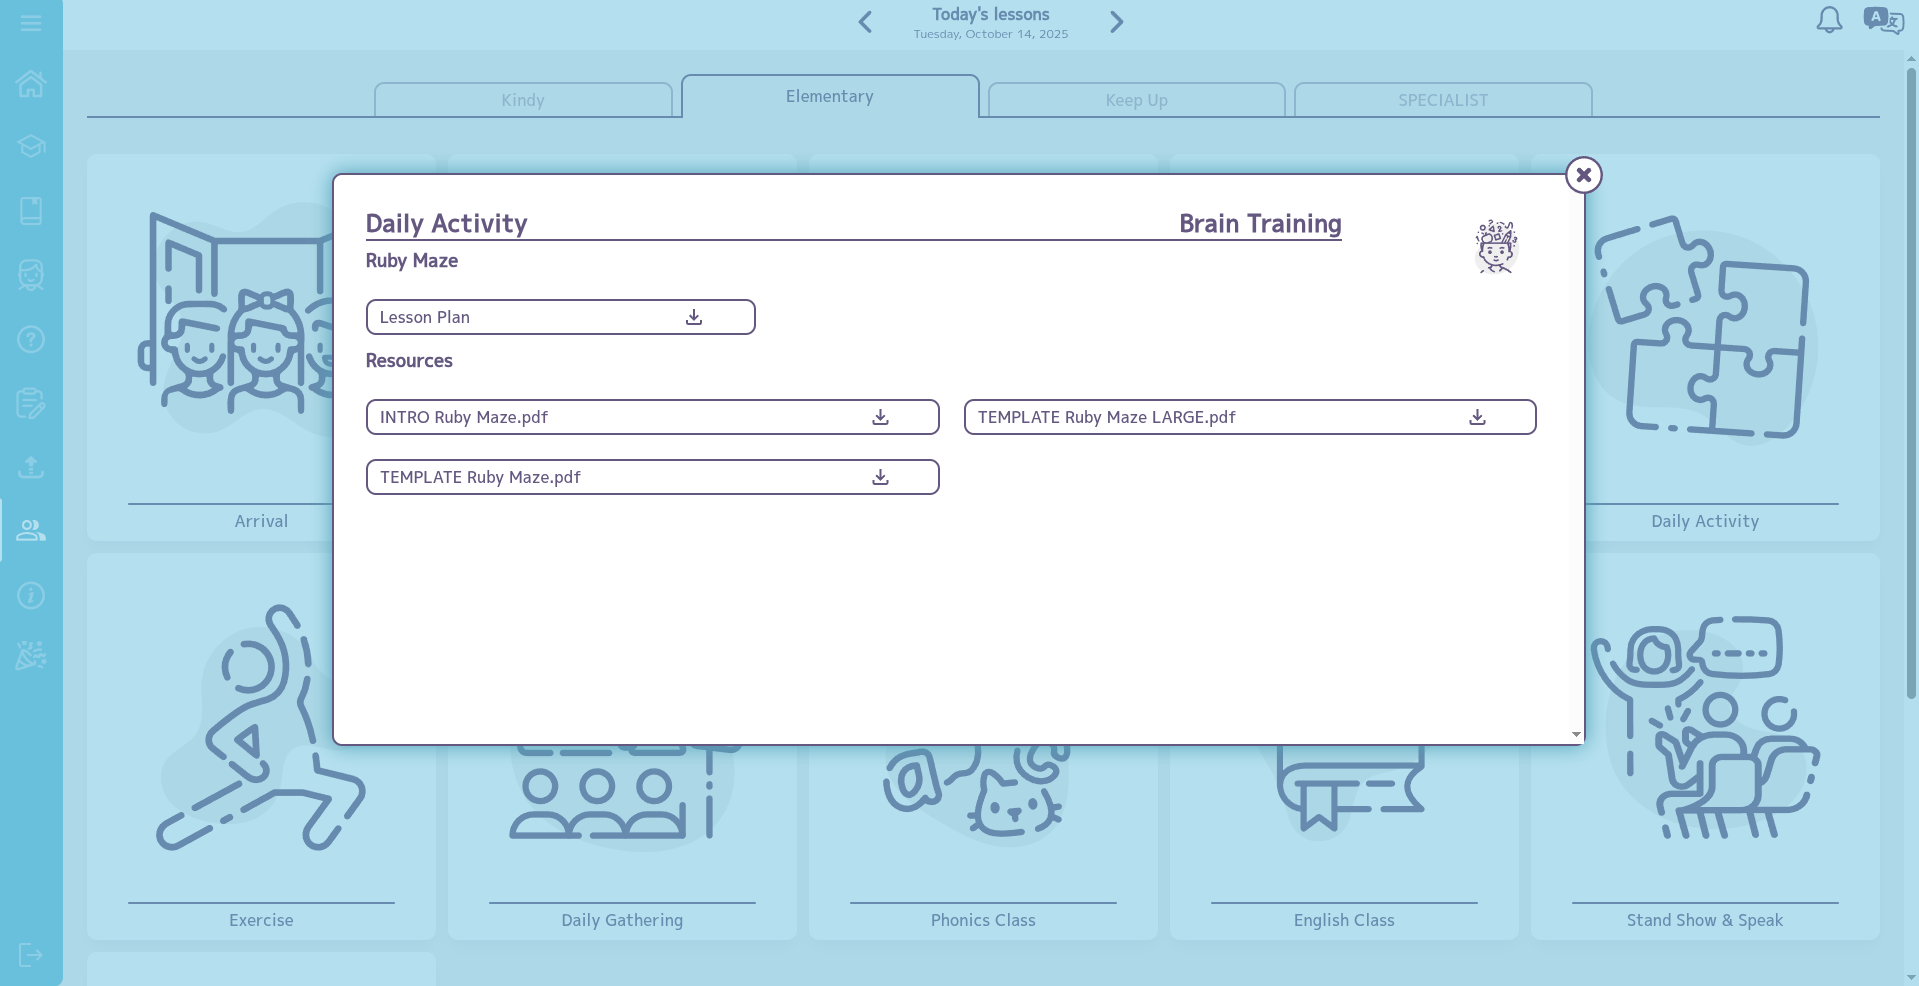 Today's lessons
Tuesday, October 14, 2025
A 文
Kindy
Elementary
Keep Up
SPECIALIST
Daily Activity
Brain Training
Ruby Maze
Lesson Plan
Resources
INTRO Ruby Maze.pdf
TEMPLATE Ruby Maze LARGE.pdf
TEMPLATE Ruby Maze.pdf
Arrival
Daily Activity
Exercise
Daily Gathering
Phonics Class
English Class
Stand Show & Speak